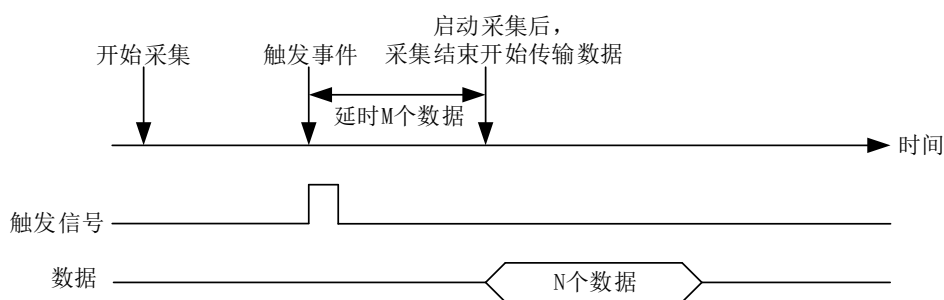 启动采集后,
开始采集
触发事件
采集结束开始传输数据
延时M个数据
时间
触发信号
数据
N个数据